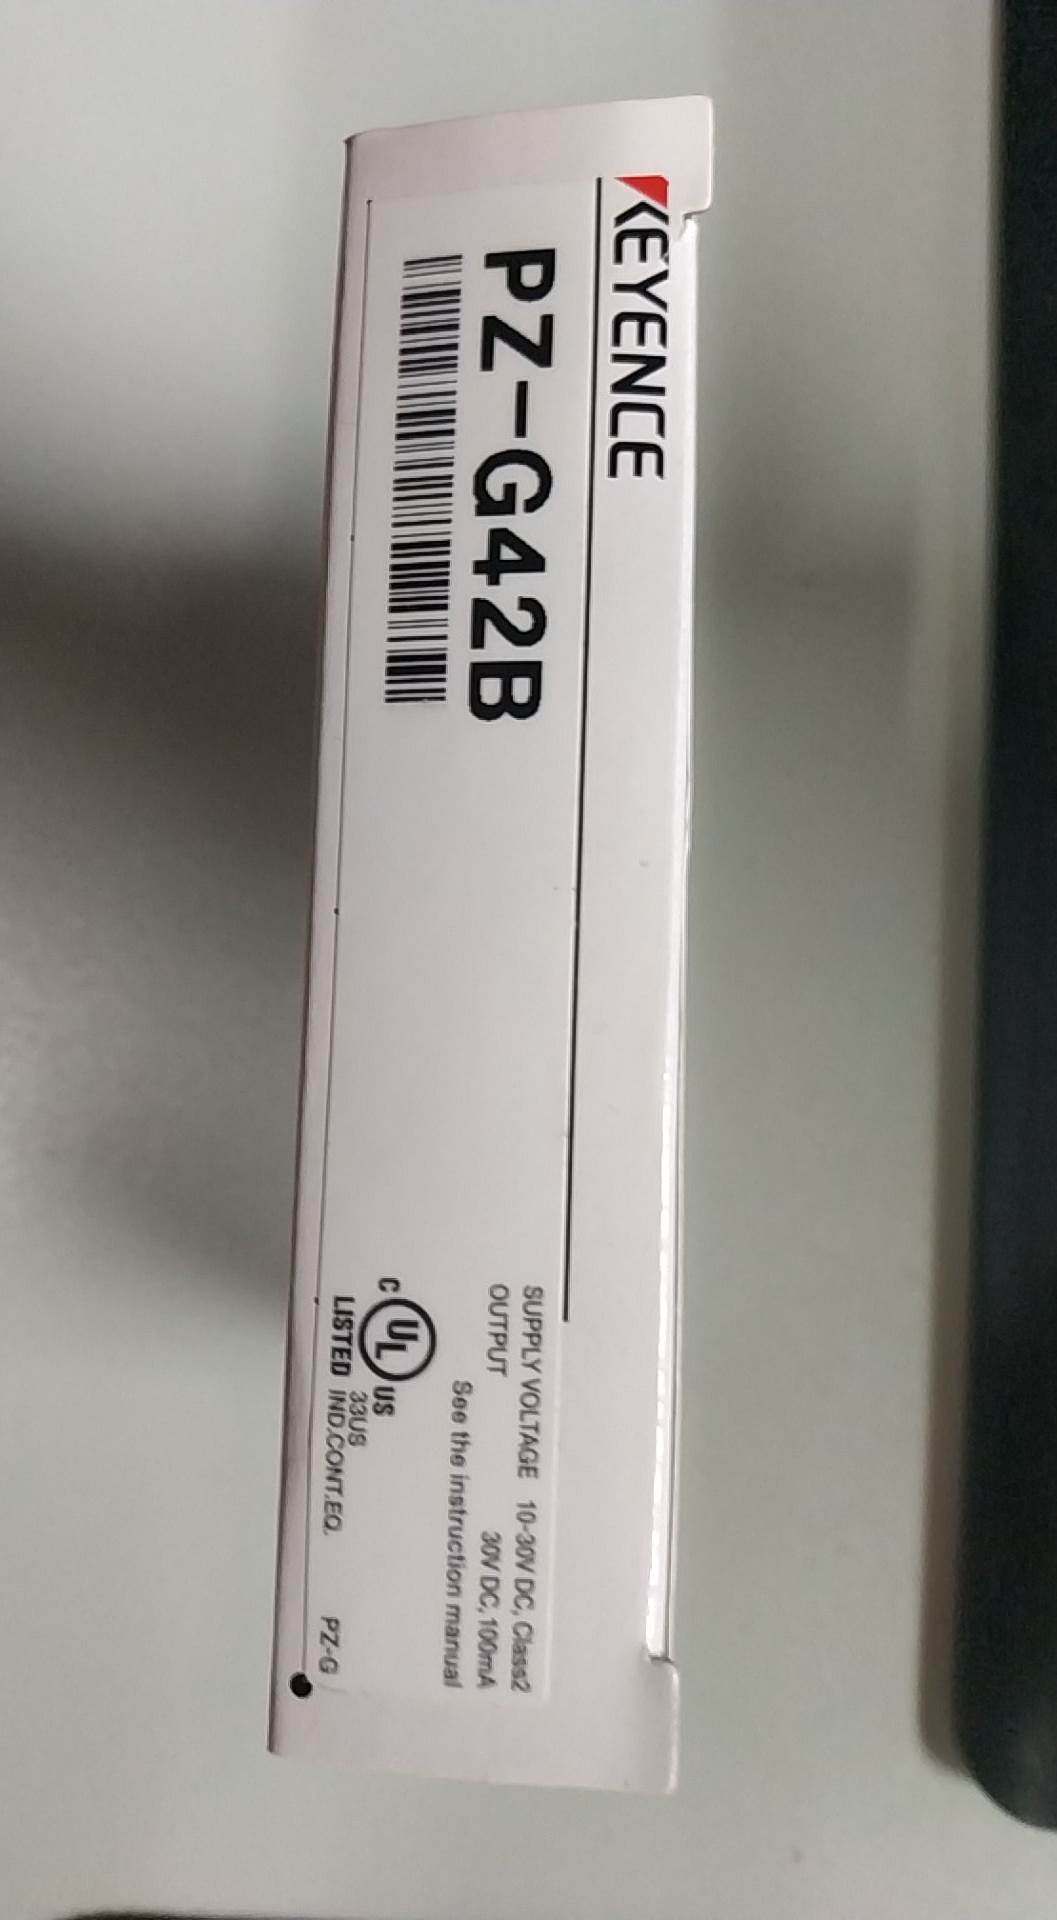 KEYENCE
PZ-G42B
SUPPLY VOLTAGE 10-30V DC, Class2
OUTPUT 30V DC, 100mA
See the instruction manual
C UL US
LISTED 33U8 IND.CONT.EQ. PZ-G